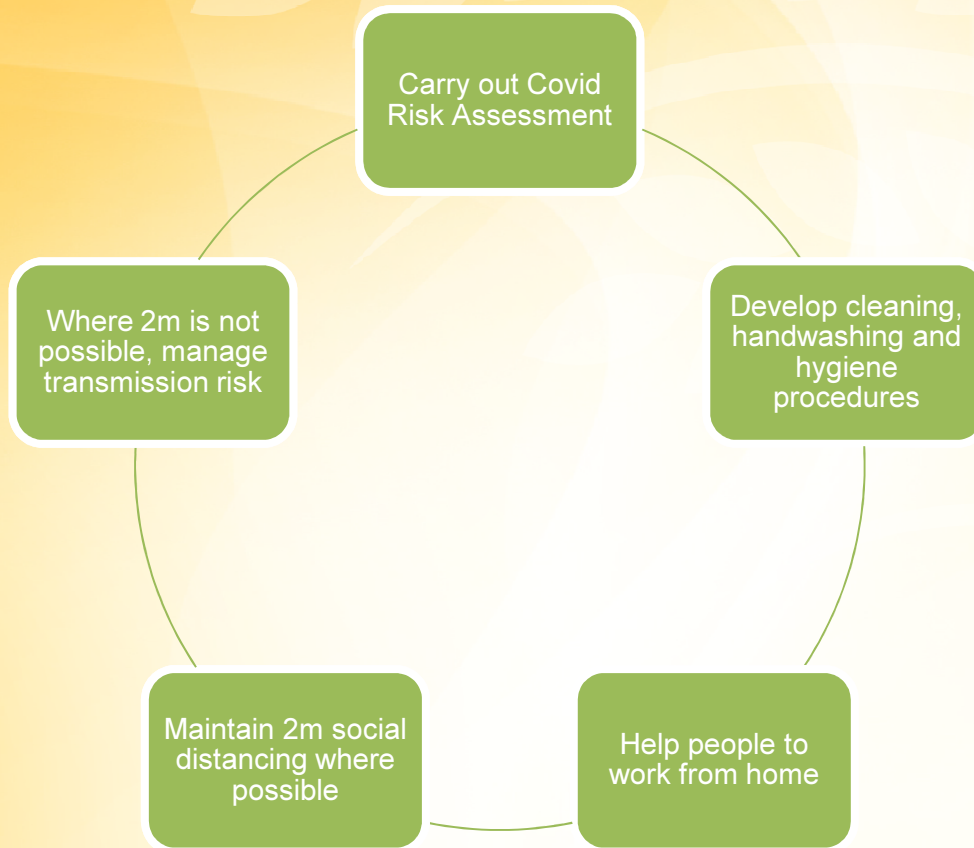 Carry out Covid
Risk Assessment
Develop cleaning,
handwashing and
hygiene
procedures
Help people to
work from home
Maintain 2m social
distancing where
possible
Where 2m is not
possible, manage
transmission risk